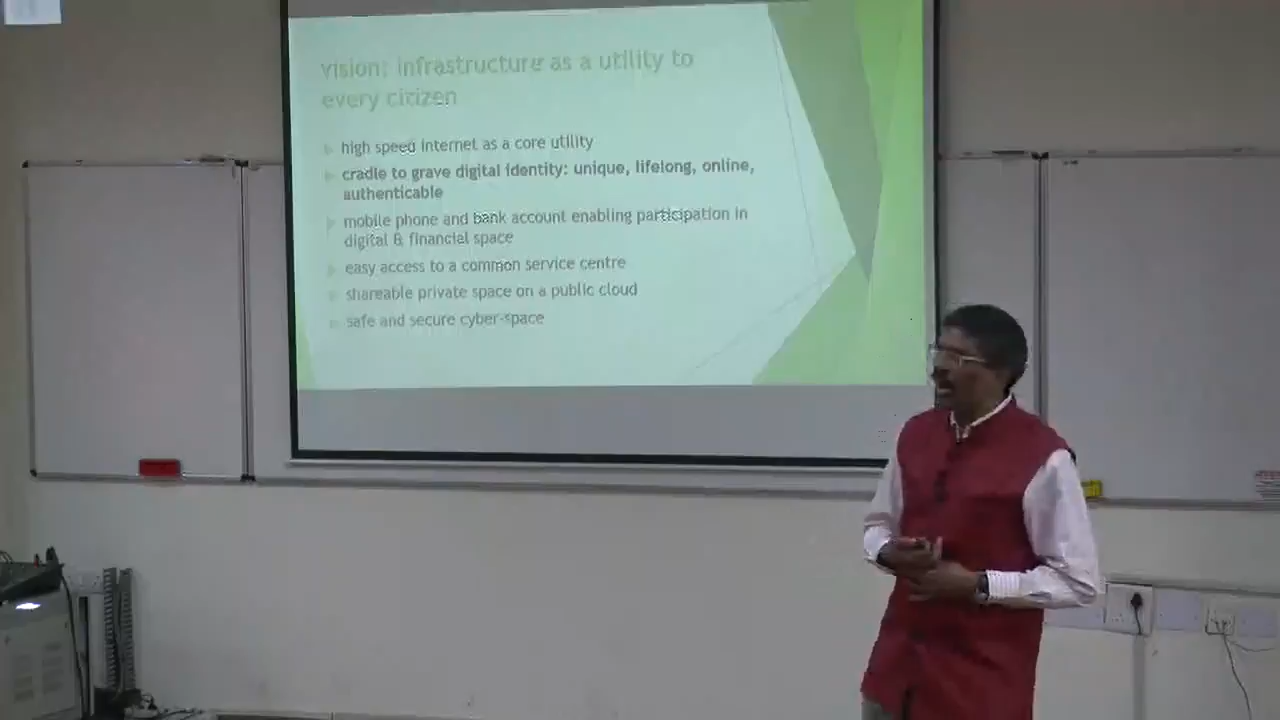 vision: infrastructure as a utility to
every citizen
high speed internet as a core utility
cradle to grave digital identity: unique, lifelong, online,
authenticable
mobile phone and bank account enabling participation in
digital & financial space
easy access to a common service centre
shareable private space on a public cloud
safe and secure cyber-space